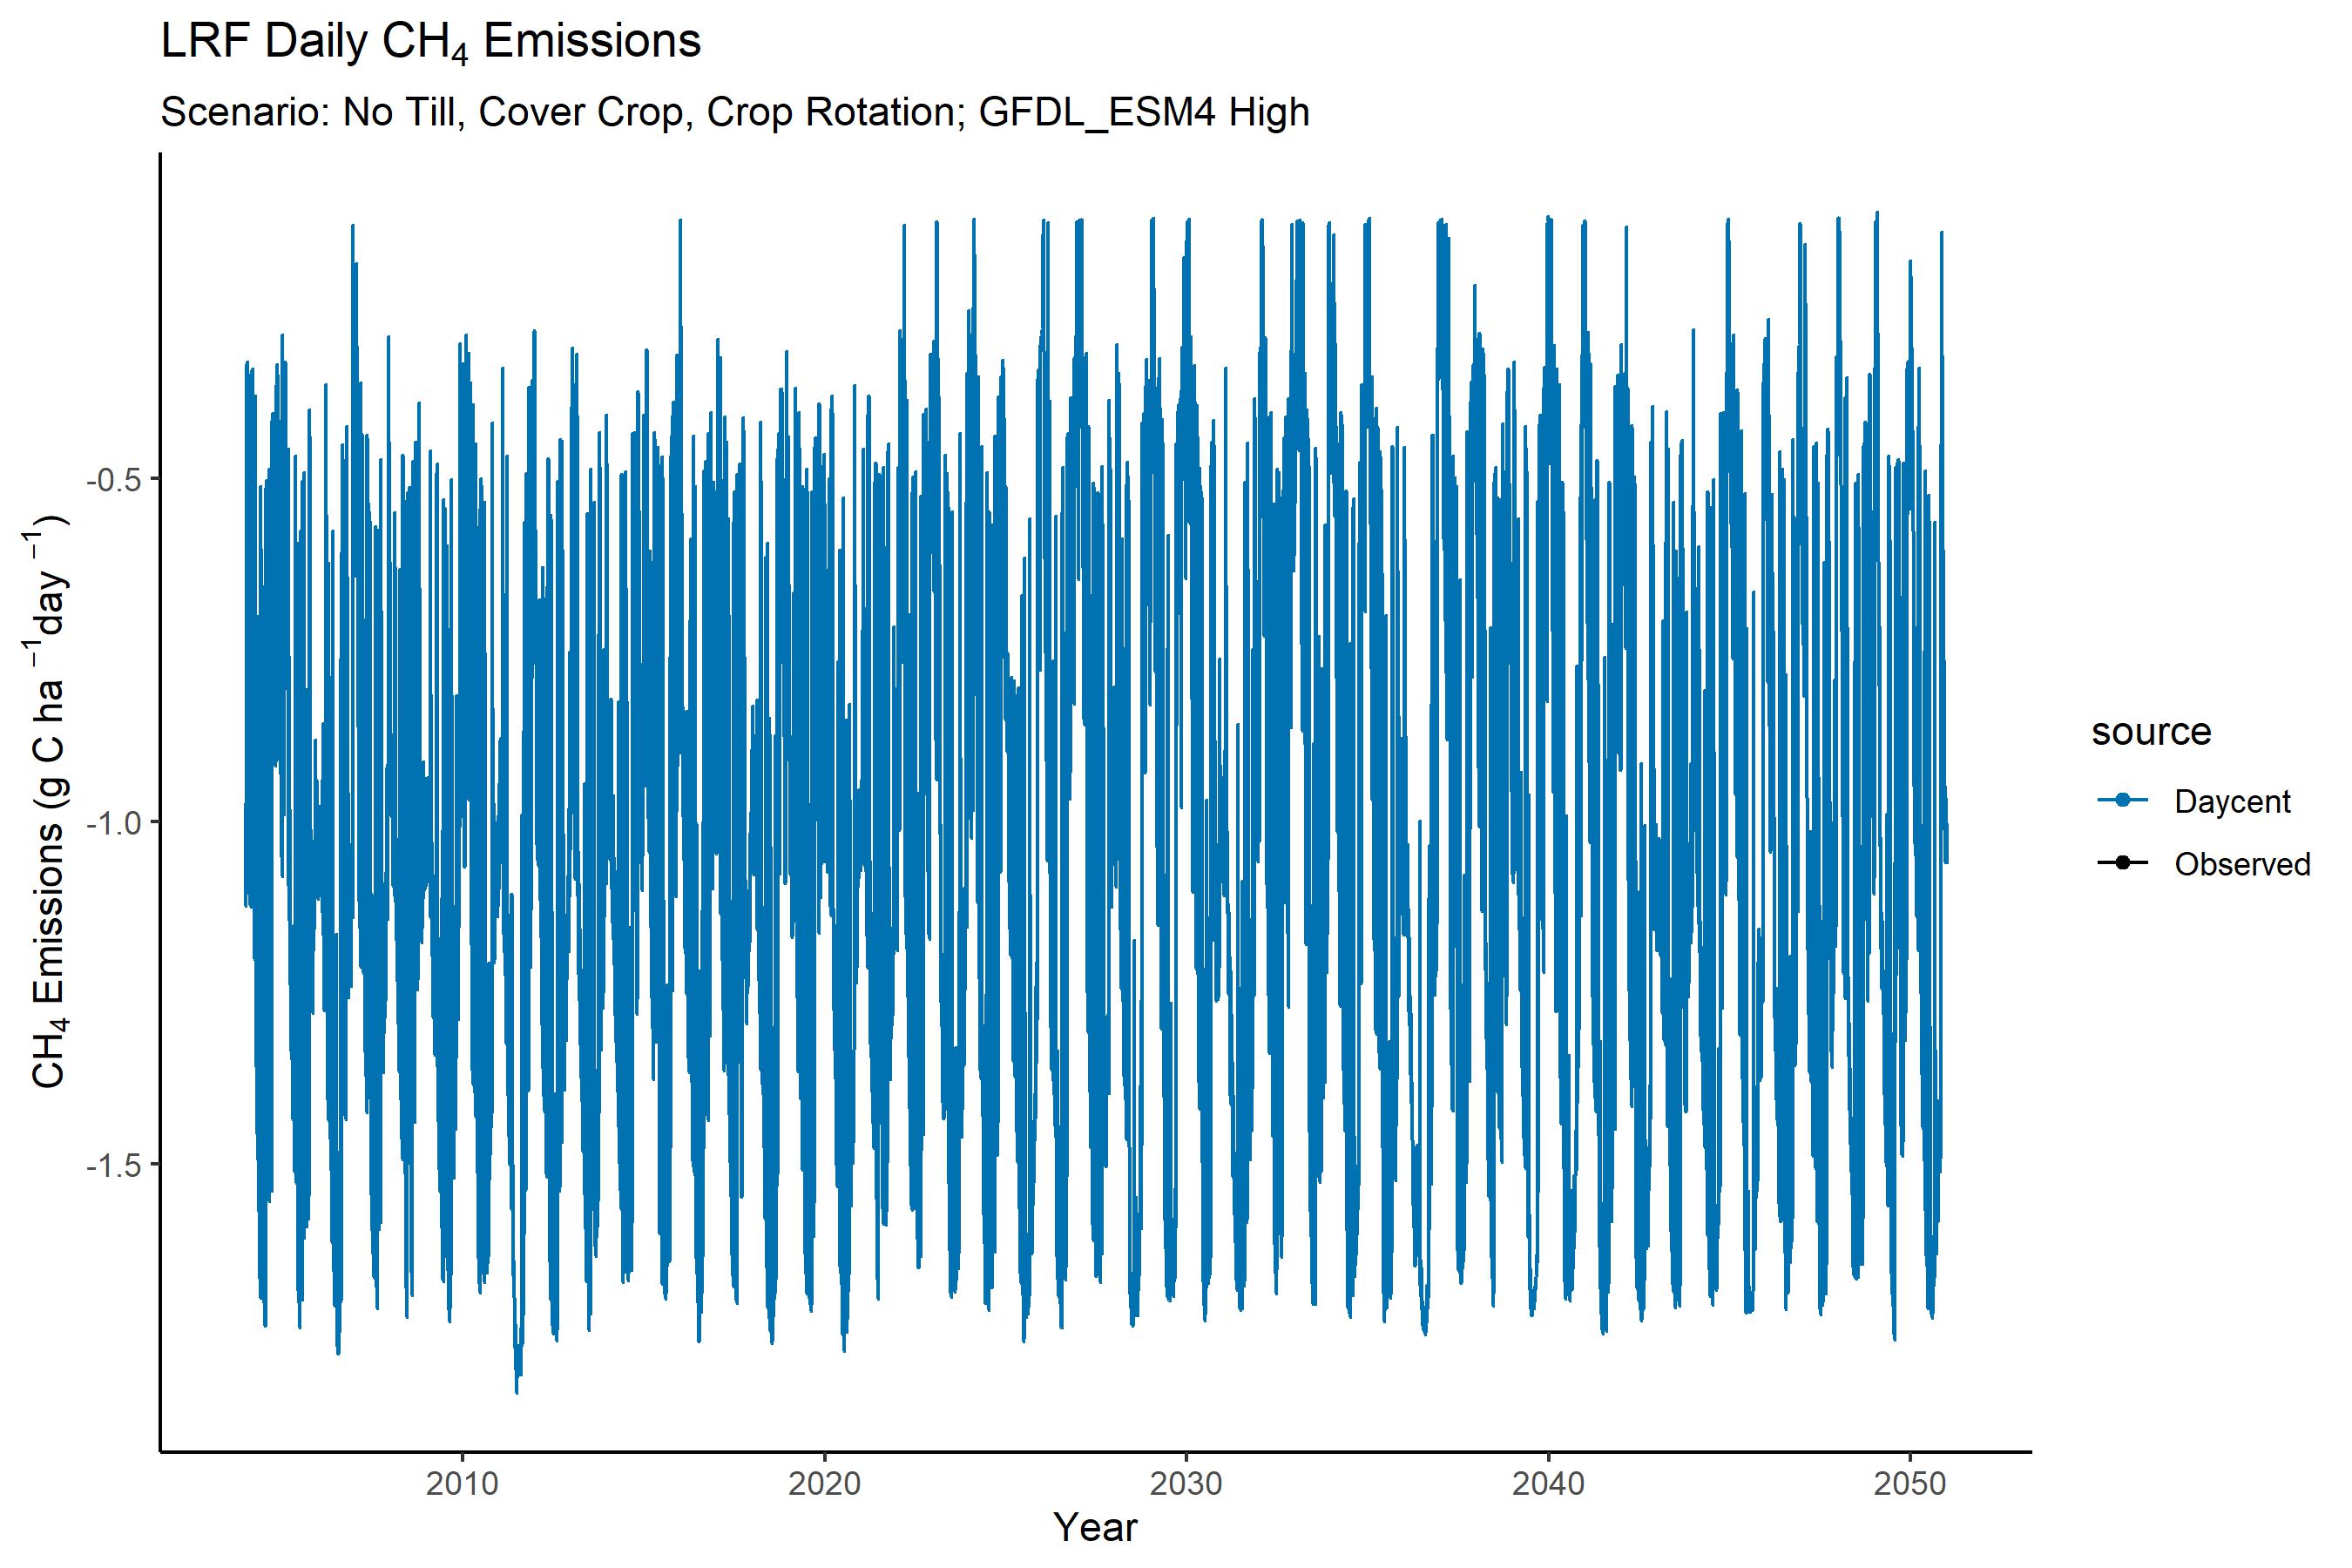 LRF Daily CH₄ Emissions
Scenario: No Till, Cover Crop, Crop Rotation; GFDL_ESM4 High
CH₄ Emissions (g C ha ⁻¹day ⁻¹)
-0.5
-1.0
-1.5
2010 2020 2030 2040 2050
Year
source
Daycent
Observed